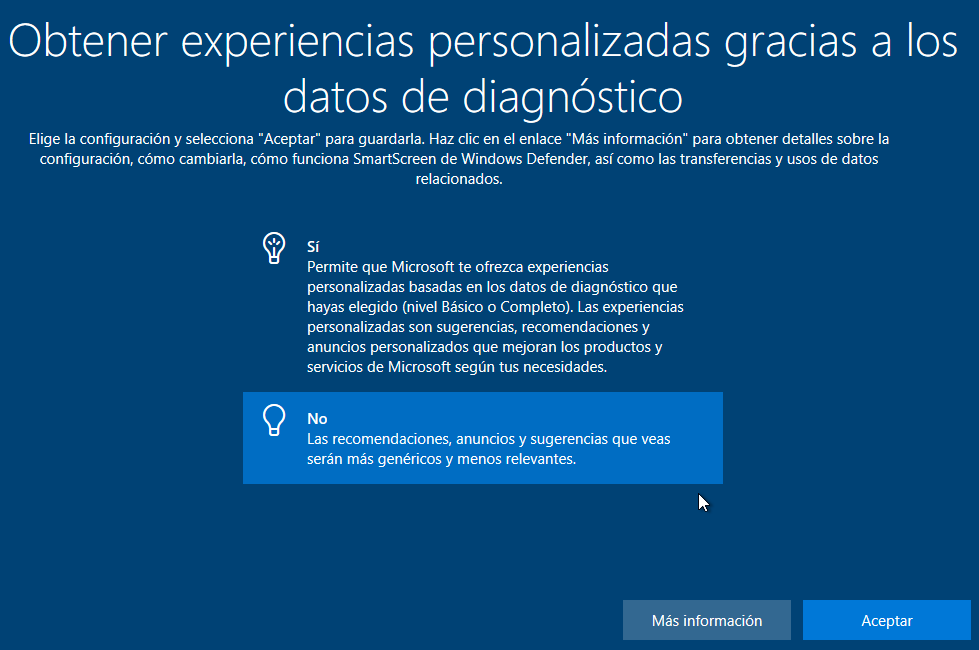 Obtener experiencias personalizadas gracias a los
datos de diagnóstico
Elige la configuración y selecciona "Aceptar" para guardarla. Haz clic en el enlace "Más información" para obtener detalles sobre la
configuración, cómo cambiarla, cómo funciona SmartScreen de Windows Defender, así como las transferencias y usos de datos
relacionados.
Sí
Permite que Microsoft te ofrezca experiencias
personalizadas basadas en los datos de diagnóstico que
hayas elegido (nivel Básico o Completo). Las experiencias
personalizadas son sugerencias, recomendaciones y
anuncios personalizados que mejoran los productos y
servicios de Microsoft según tus necesidades.
No
Las recomendaciones, anuncios y sugerencias que veas
serán más genéricos y menos relevantes.
Más información
Aceptar